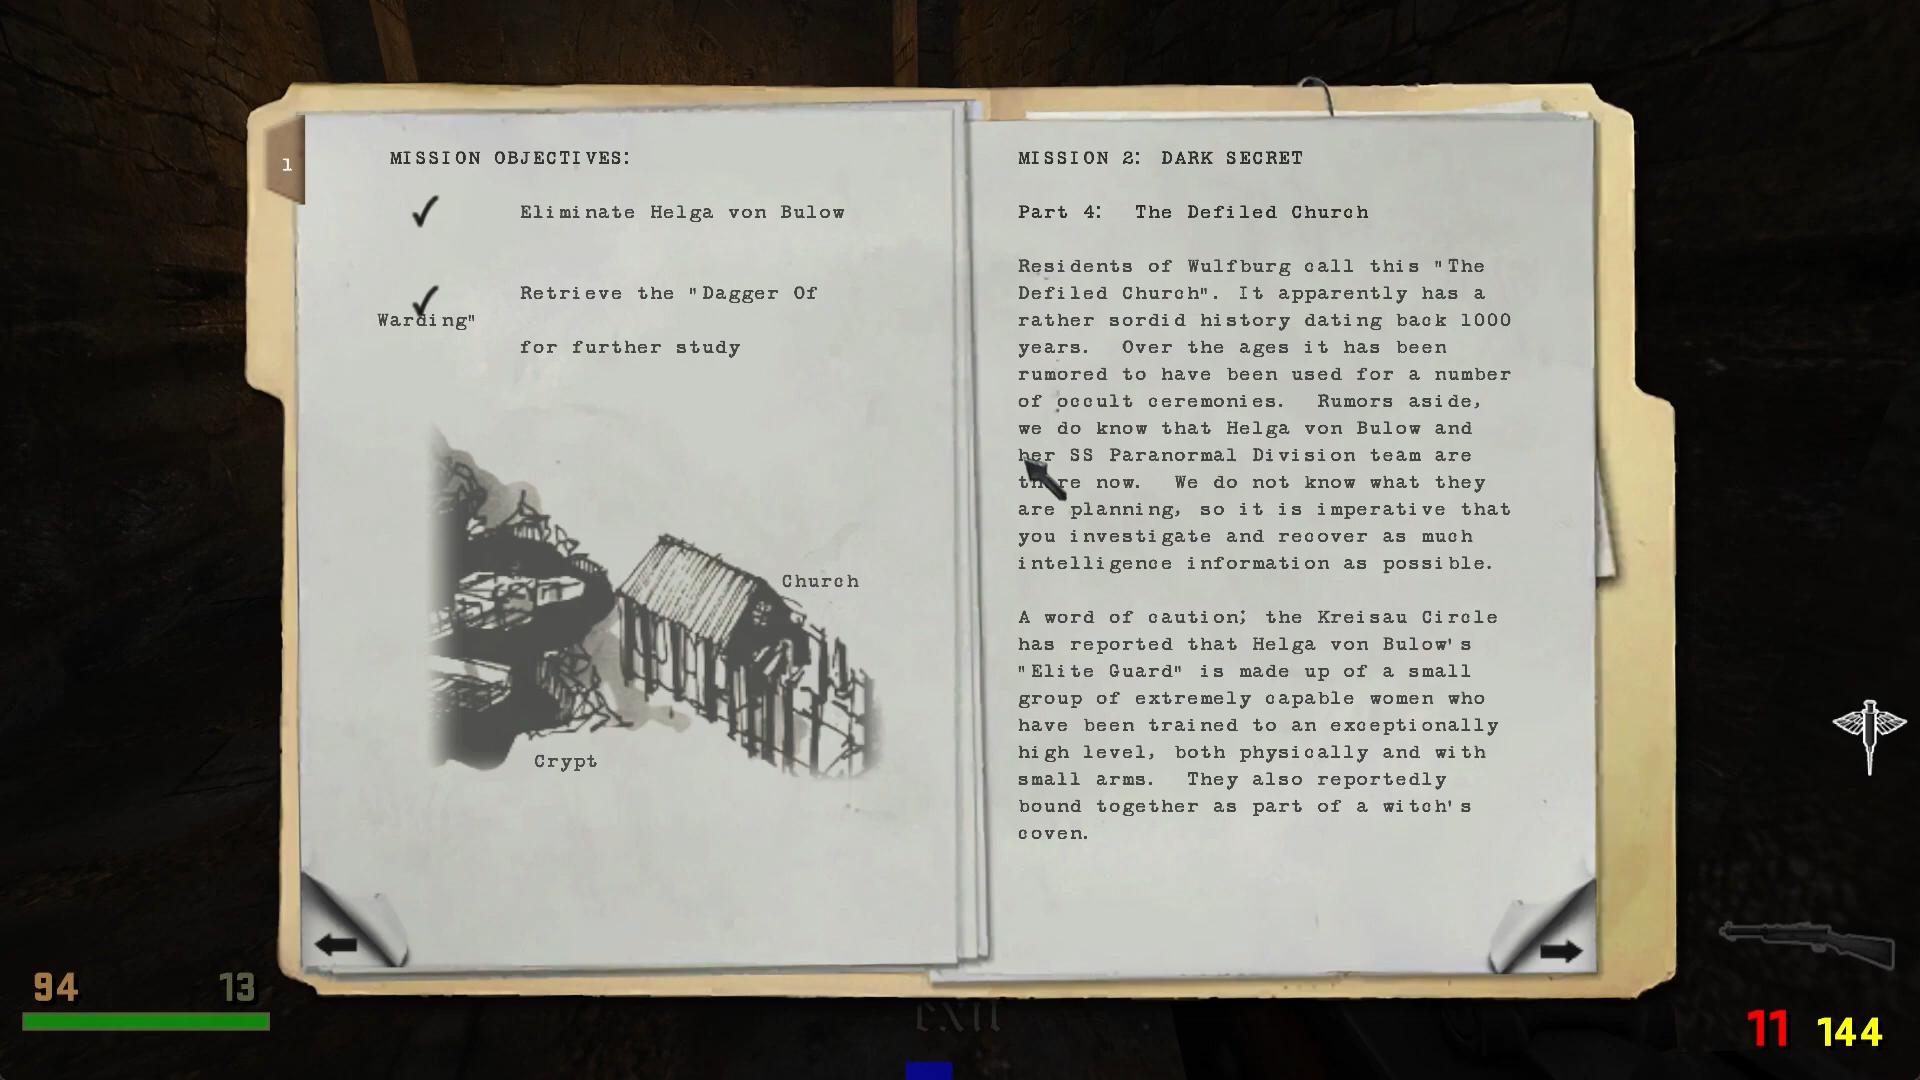 1
MISSION OBJECTIVES:
Eliminate Helga von Bulow
Retrieve the "Dagger Of
Warding"
for further study
Church
Crypt
MISSION 2: DARK SECRET
Part 4: The Defiled Church
Residents of Wulfburg call this "The
Defiled Church". It apparently has a
rather sordid history dating back 1000
years. Over the ages it has been
rumored to have been used for a number
of occult ceremonies. Rumors aside,
we do know that Helga von Bulow and
her SS Paranormal Division team are
there now. We do not know what they
are planning, so it is imperative that
you investigate and recover as much
intelligence information as possible.
A word of caution; the Kreisau Circle
has reported that Helga von Bulow's
"Elite Guard" is made up of a small
group of extremely capable women who
have been trained to an exceptionally
high level, both physically and with
small arms. They also reportedly
bound together as part of a witch's
coven.
94 13
exit
11 144